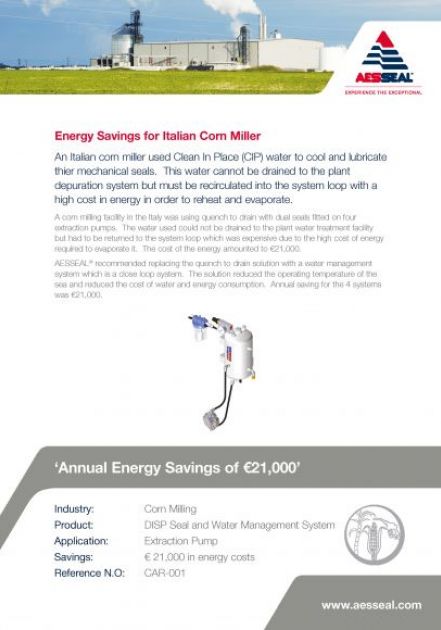 AESSEAL®
EXPERIENCE THE EXCEPTIONAL
Energy Savings for Italian Corn Miller
An Italian corn miller used Clean In Place (CIP) water to cool and lubricate
thier mechanical seals. This water cannot be drained to the plant
depuration system but must be recirculated into the system loop with a
high cost in energy in order to reheat and evaporate.
A corn milling facility in the Italy was using quench to drain with dual seals fitted on four
extraction pumps. The water used could not be drained to the plant water treatment facility
but had to be returned to the system loop which was expensive due to the high cost of energy
required to evaporate it. The cost of the energy amounted to €21,000.
AESSEAL® recommended replacing the quench to drain solution with a water management
system which is a close loop system. The solution reduced the operating temperature of the
sea and reduced the cost of water and energy consumption. Annual saving for the 4 systems
was €21,000.
‘Annual Energy Savings of €21,000’
Industry: Corn Milling
Product: DISP Seal and Water Management System
Application: Extraction Pump
Savings: € 21,000 in energy costs
Reference N.O: CAR-001
www.aesseal.com